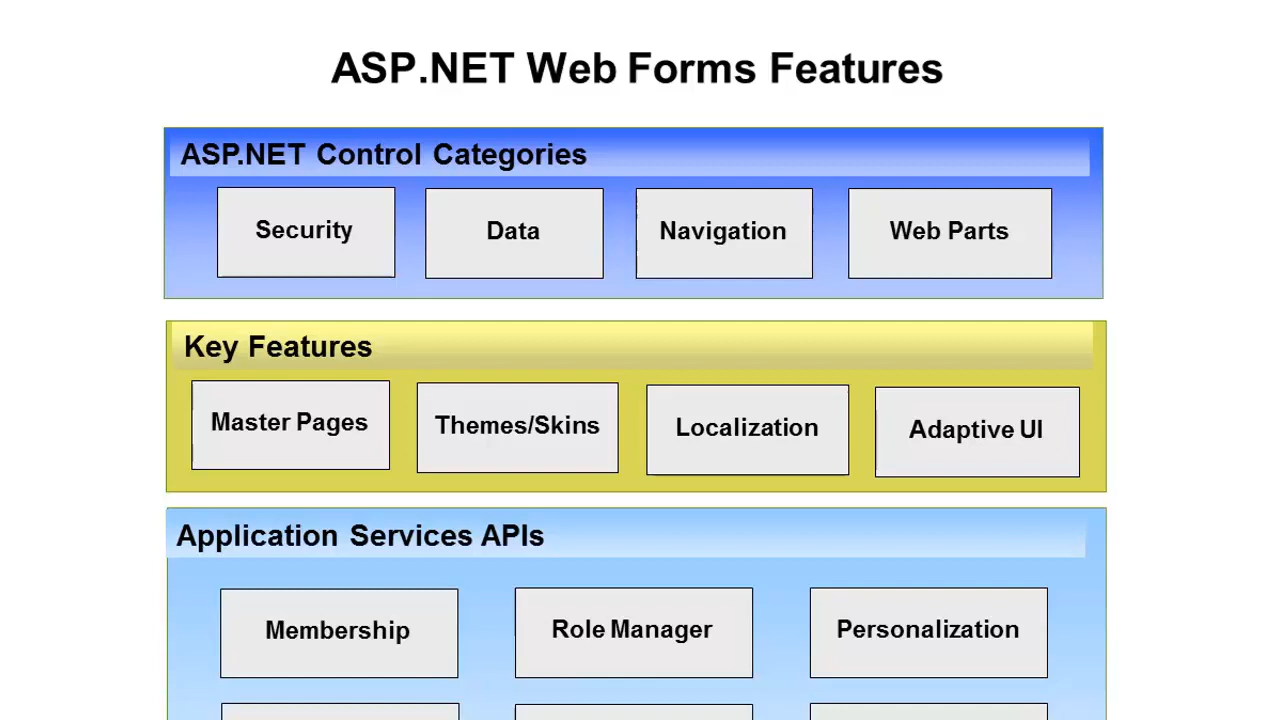 ASP.NET Web Forms Features
ASP.NET Control Categories
Security
Data
Navigation
Web Parts
Key Features
Master Pages
Themes/Skins
Localization
Adaptive UI
Application Services APIs
Membership
Role Manager
Personalization